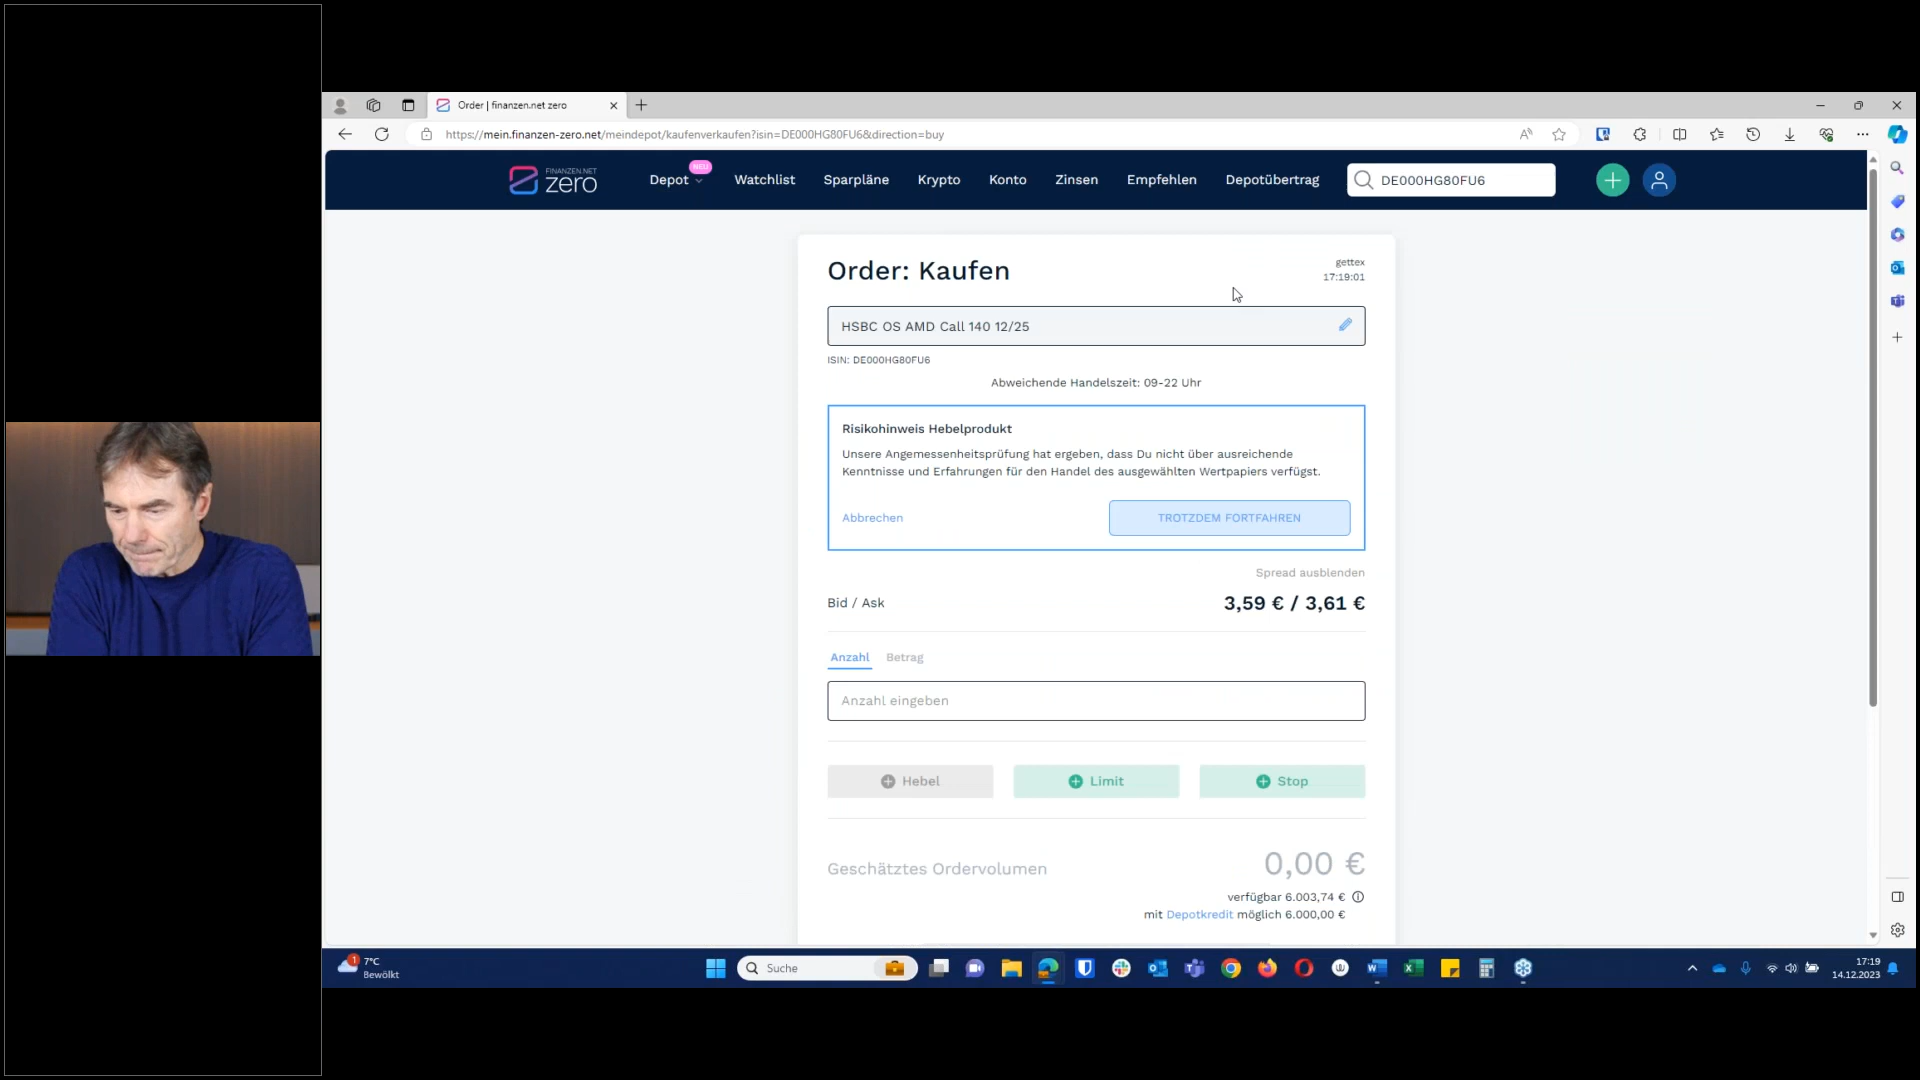 Order | finanzen.net zero
https://mein.finanzen-zero.net/meindepot/kaufenverkaufen?isin=DE000HG80FU6&direction=buy
FINANZEN.NET
zero
Depot
NEU
Watchlist
Sparpläne
Krypto
Konto
Zinsen
Empfehlen
Depotübertrag
DE000HG80FU6
Order: Kaufen
gettex
17:19:01
HSBC OS AMD Call 140 12/25
ISIN: DE000HG80FU6
Abweichende Handelszeit: 09-22 Uhr
Risikohinweis Hebelprodukt
Unsere Angemessenheitsprüfung hat ergeben, dass Du nicht über ausreichende
Kenntnisse und Erfahrungen für den Handel des ausgewählten Wertpapiers verfügst.
Abbrechen
TROTZDEM FORTFAHREN
Spread ausblenden
Bid / Ask
3,59 € / 3,61 €
Anzahl
Betrag
Anzahl eingeben
Hebel
Limit
Stop
Geschätztes Ordervolumen
0,00 €
verfügbar 6.003,74 €
mit Depotkredit möglich 6.000,00 €
1
7°C
Bewölkt
Suche
17:19
14.12.2023